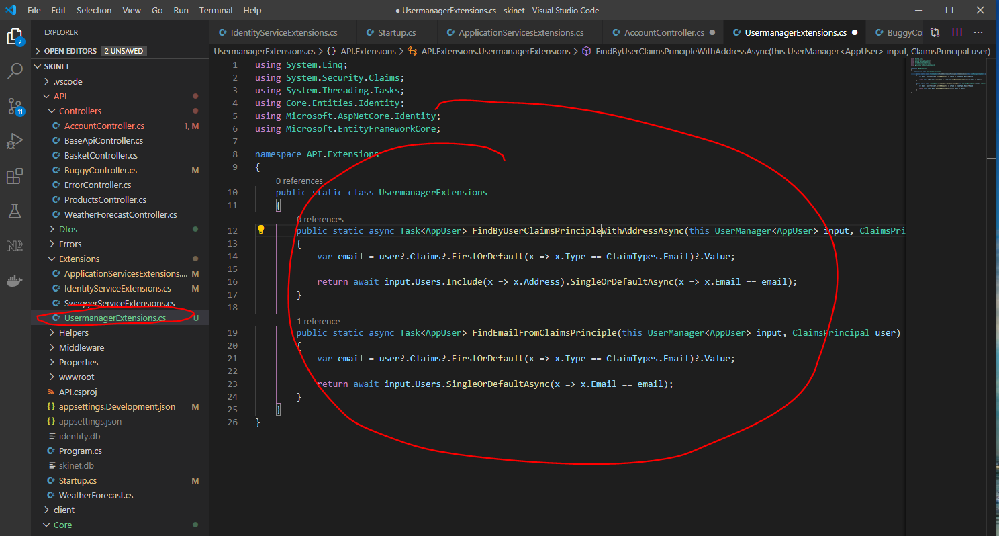 File Edit Selection View Go Run Terminal Help
● UsermanagerExtensions.cs - skinet - Visual Studio Code
EXPLORER
OPEN EDITORS 2 UNSAVED
SKINET
.vscode
API
Controllers
C# AccountController.cs 1, M
C# BaseApiController.cs
C# BasketController.cs
C# BuggyController.cs M
C# ErrorController.cs
C# ProductsController.cs
C# WeatherForecastController.cs
Dtos
Errors
Extensions
C# ApplicationServicesExtensions.... M
C# IdentityServiceExtensions.cs M
C# SwaggerServiceExtensions.cs
C# UsermanagerExtensions.cs U
Helpers
Middleware
Properties
wwwroot
API.csproj
{} appsettings.Development.json M
{} appsettings.json
identity.db
C# Program.cs
skinet.db
C# Startup.cs M
C# WeatherForecast.cs
client
Core
2
11
C# IdentityServiceExtensions.cs C# Startup.cs C# ApplicationServicesExtensions.cs C# AccountController.cs ● C# UsermanagerExtensions.cs ● C# BuggyCo ...
UsermanagerExtensions.cs > {} API.Extensions > API.Extensions.UsermanagerExtensions > FindByUserClaimsPrincipleWithAddressAsync(this UserManager<AppUser> input, ClaimsPrincipal user)
1 using System.Linq;
2 using System.Security.Claims;
3 using System.Threading.Tasks;
4 using Core.Entities.Identity;
5 using Microsoft.AspNetCore.Identity;
6 using Microsoft.EntityFrameworkCore;
7
8 namespace API.Extensions
9 {
0 references
10 public static class UsermanagerExtensions
11 {
0 references
12 public static async Task<AppUser> FindByUserClaimsPrincipleWithAddressAsync(this UserManager<AppUser> input, ClaimsPri
13 {
14 var email = user?.Claims?.FirstOrDefault(x => x.Type == ClaimTypes.Email)?.Value;
15
16 return await input.Users.Include(x => x.Address).SingleOrDefaultAsync(x => x.Email == email);
17 }
18
1 reference
19 public static async Task<AppUser> FindEmailFromClaimsPrinciple(this UserManager<AppUser> input, ClaimsPrincipal user)
20 {
21 var email = user?.Claims?.FirstOrDefault(x => x.Type == ClaimTypes.Email)?.Value;
22
23 return await input.Users.SingleOrDefaultAsync(x => x.Email == email);
24 }
25 }
26 }